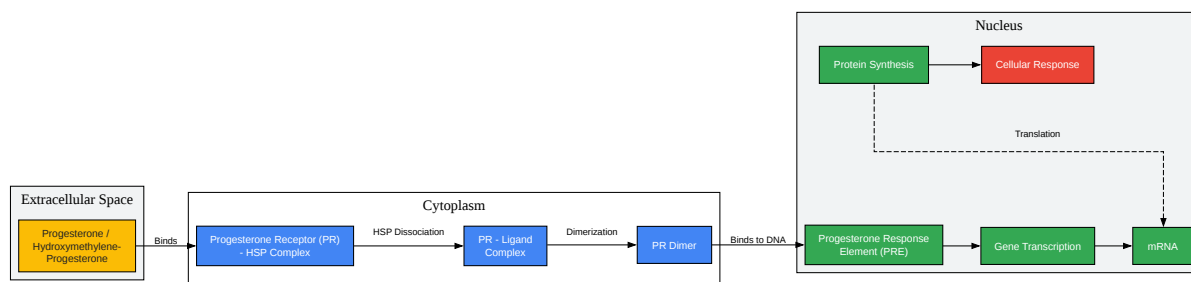 Nucleus
Protein Synthesis
Cellular Response
Translation
Extracellular Space
Progesterone /
Hydroxymethylene-
Progesterone
Binds
Cytoplasm
Progesterone Receptor (PR)
- HSP Complex
HSP Dissociation
PR - Ligand
Complex
Dimerization
PR Dimer
Binds to DNA
Progesterone Response
Element (PRE)
Gene Transcription
mRNA